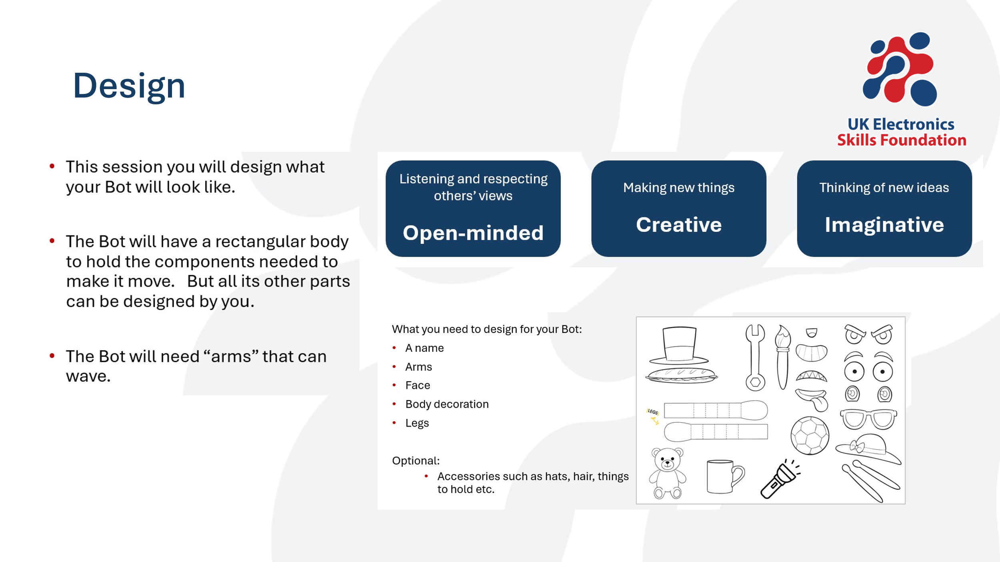 Design
UK Electronics
Skills Foundation
• This session you will design what
your Bot will look like.
• The Bot will have a rectangular body
to hold the components needed to
make it move.   But all its other parts
can be designed by you.
• The Bot will need “arms” that can
wave.
Listening and respecting
others’ views
Open-minded
Making new things
Creative
Thinking of new ideas
Imaginative
What you need to design for your Bot:
• A name
• Arms
• Face
• Body decoration
• Legs
Optional:
• Accessories such as hats, hair, things
to hold etc.
LEGS